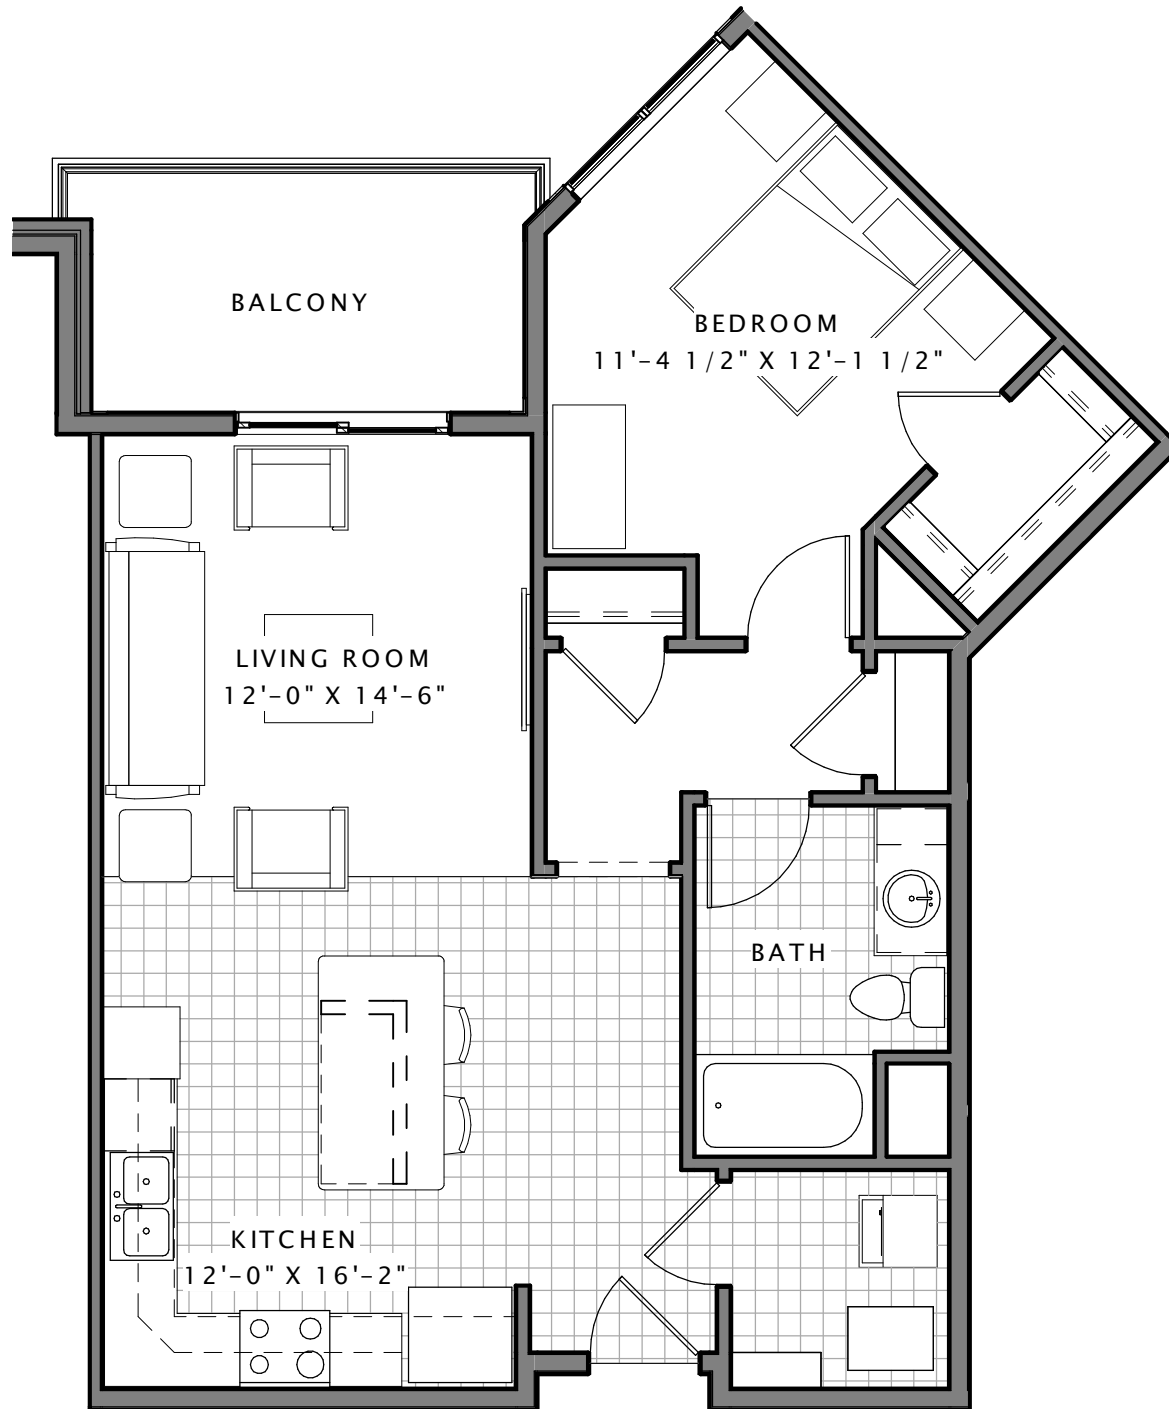 BALCONY
BEDROOM
11'-4 1/2" X 12'-1 1/2"
LIVING ROOM
12'-0" X 14'-6"
BATH
KITCHEN
12'-0" X 16'-2"